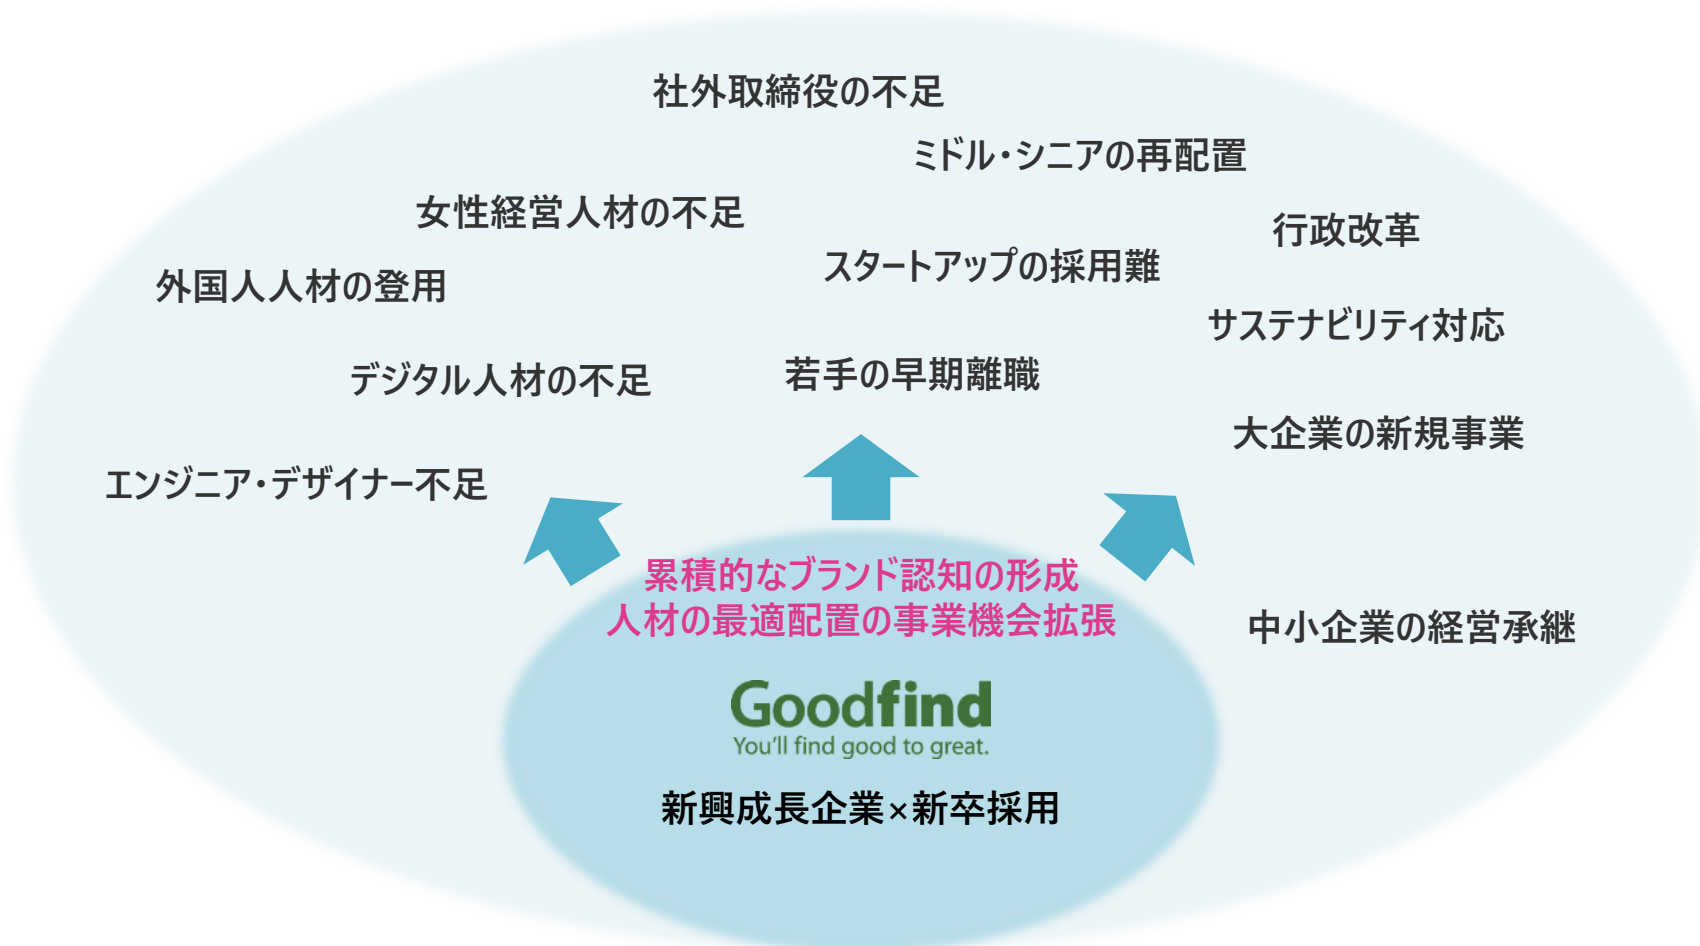 社外取締役の不足
ミドル・シニアの再配置
女性経営人材の不足
行政改革
スタートアップの採用難
外国人人材の登用
サステナビリティ対応
若手の早期離職
デジタル人材の不足
大企業の新規事業
エンジニア・デザイナー不足
累積的なブランド認知の形成
人材の最適配置の事業機会拡張
中小企業の経営承継
Goodfind
You'll find good to great.
新興成長企業×新卒採用